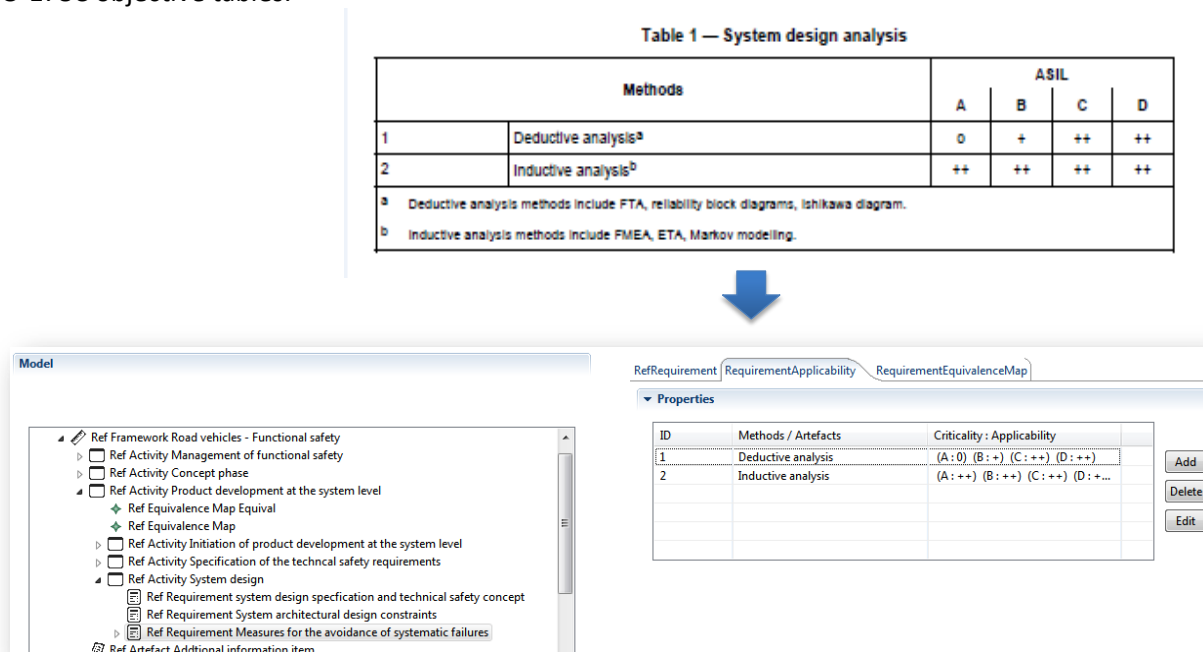 Table 1 — System design analysis
Methods ASIL
A B C D
1 Deductive analysisa o + ++ ++
2 Inductive analysisb ++ ++ ++ ++
a Deductive analysis methods include FTA, reliability block diagrams, Ishikawa diagram.
b Inductive analysis methods include FMEA, ETA, Markov modelling.
Model
Ref Framework Road vehicles - Functional safety
Ref Activity Management of functional safety
Ref Activity Concept phase
Ref Activity Product development at the system level
Ref Equivalence Map Equival
Ref Equivalence Map
Ref Activity Initiation of product development at the system level
Ref Activity Specification of the techncal safety requirements
Ref Activity System design
Ref Requirement system design specfication and technical safety concept
Ref Requirement System architectural design constraints
Ref Requirement Measures for the avoidance of systematic failures
Ref Artefact Addtional information item
RefRequirement RequirementApplicability RequirementEquivalenceMap
Properties
ID Methods / Artefacts Criticality : Applicability
1 Deductive analysis (A : 0) (B : +) (C : ++) (D : ++)
2 Inductive analysis (A : ++) (B : ++) (C : ++) (D : +...
Add
Delete
Edit